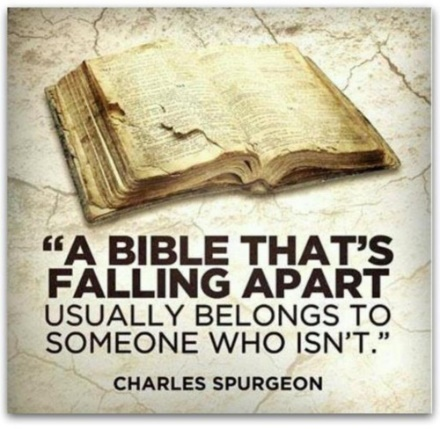 “A BIBLE THAT’S
FALLING APART
USUALLY BELONGS TO
SOMEONE WHO ISN’T.”
CHARLES SPURGEON